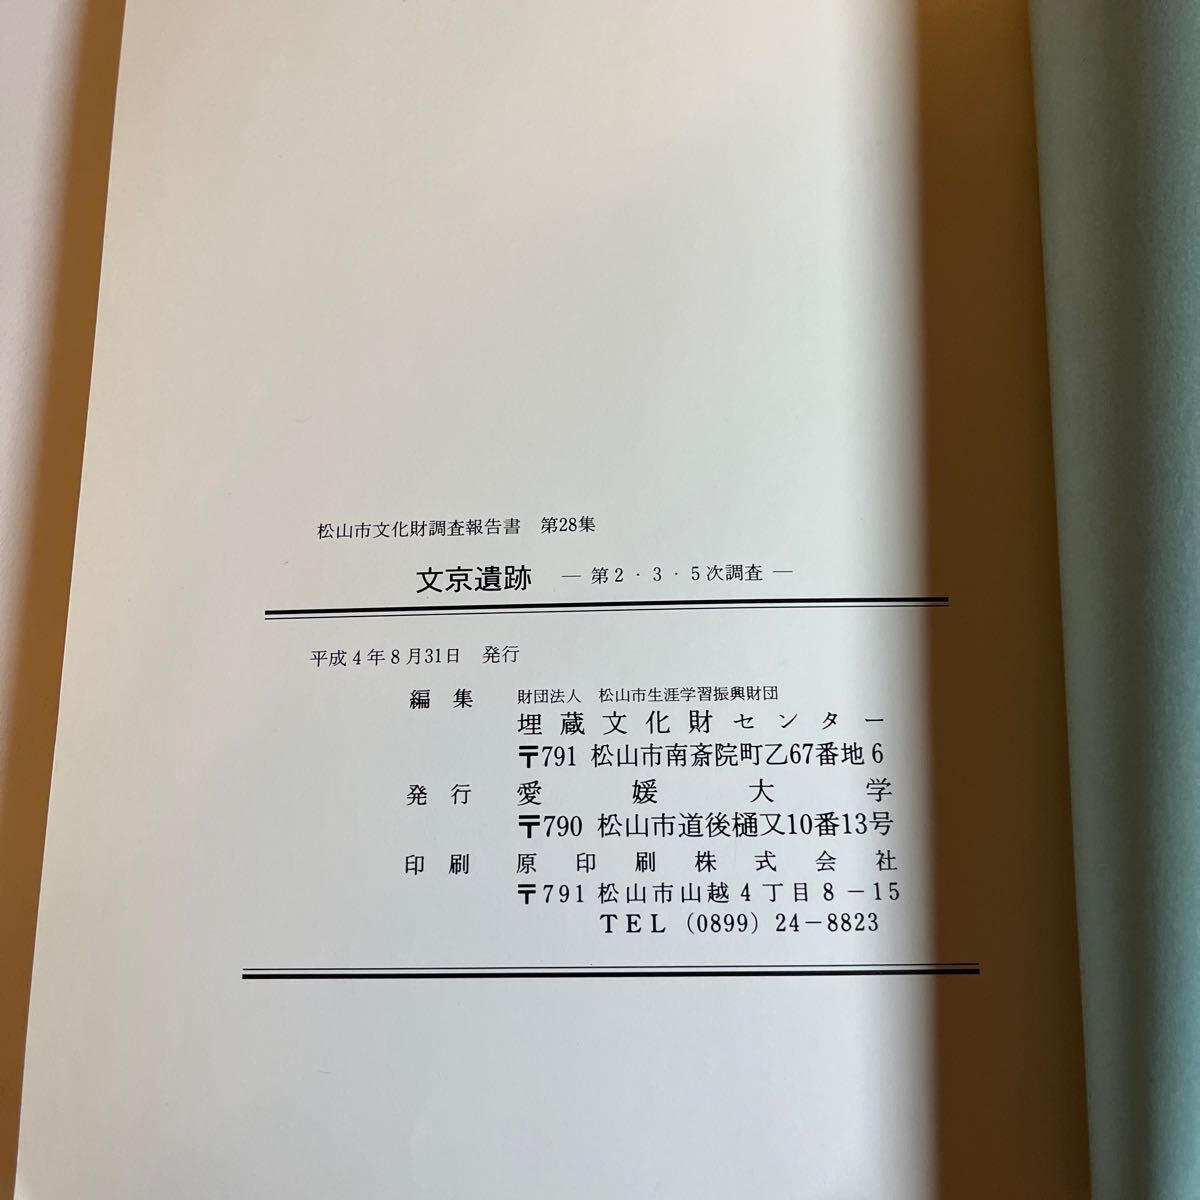 松山市文化財調査報告書　第28集
文京遺跡　― 第２・３・５次調査 ―
平成４年８月31日　発行
編　集　財団法人　松山市生涯学習振興財団
埋蔵文化財センター
〒791 松山市南斎院町乙67番地６
発　行　愛媛大学
〒790 松山市道後樋又10番13号
印　刷　原印刷株式会社
〒791 松山市山越４丁目８－15
ＴＥＬ（0899）24－8823